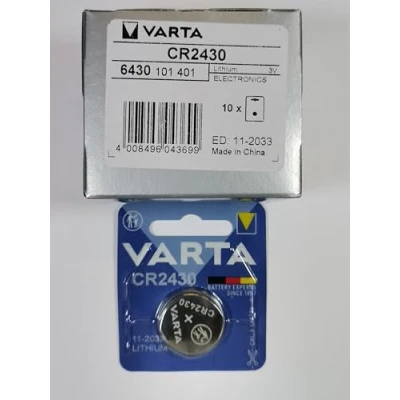 VARTA
CR2430
6430 101 401
Lithium 3V
ELECTRONICS
10 x
ED: 11-2033
Made in China
4 008496 043699
VARTA
CR2430
BATTERY EXPERTS
SINCE 1887
CR2430
VARTA
+
11-2033
LITHIUM